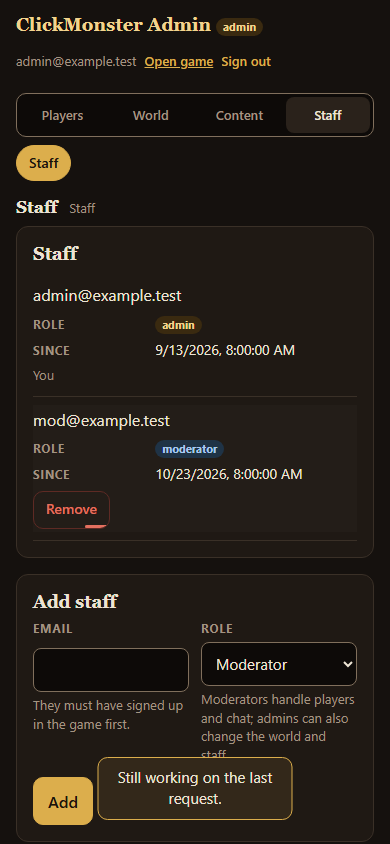 ClickMonster Admin admin
admin@example.test Open game Sign out
Players World Content Staff
Staff
Staff Staff
Staff
admin@example.test
ROLE admin
SINCE 9/13/2026, 8:00:00 AM
You
mod@example.test
ROLE moderator
SINCE 10/23/2026, 8:00:00 AM
Remove
Add staff
EMAIL
They must have signed up
in the game first.
ROLE
Moderator
Moderators handle players
and chat; admins can also
change the world and
staff.
Add
Still working on the last
request.